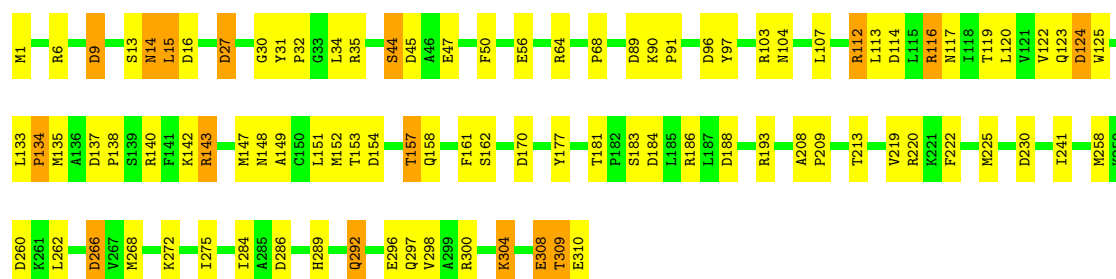 M1 R6 D9 S13 N14 L15 D16 D27 G30 Y31 P32 G33 L34 R35 S44 D45 A46 E47 F50 E56 R64 P68 D89 K90 P91 D96 Y97 R103 N104 L107 R112 L113 D114 L115 R116 N117 I118 T119 L120 V121 V122 Q123 D124 W125
L133 P134 M135 A136 D137 P138 S139 R140 F141 K142 R143 M147 N148 A149 C150 L151 M152 T153 D154 T157 Q158 F161 S162 D170 Y177 T181 P182 S183 D184 L185 R186 L187 D188 R193 A208 P209 T213 V219 R220 K221 F222 M225 D230 I241 M258
D260 K261 L262 D266 V267 M268 K272 I275 I284 A285 D286 H289 Q292 E296 Q297 V298 A299 R300 K304 E308 T309 E310